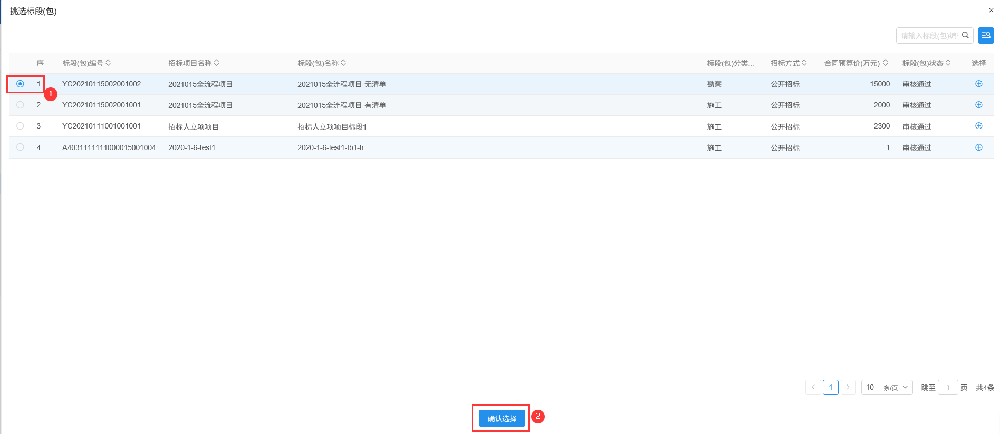 挑选标段(包)
×
请输入标段(包)编
序 标段(包)编号 招标项目名称 标段(包)名称 标段(包)分类... 招标方式 合同预算价(万元) 标段(包)状态 选择
1 YC20210115002001002 2021015全流程项目 2021015全流程项目-无清单 勘察 公开招标 15000 审核通过
1
2 YC20210115002001001 2021015全流程项目 2021015全流程项目-有清单 施工 公开招标 2000 审核通过
3 YC20210111001001001 招标人立项项目 招标人立项项目标段1 施工 公开招标 2300 审核通过
4 A4031111111000015001004 2020-1-6-test1 2020-1-6-test1-fb1-h 施工 公开招标 1 审核通过
1 10 条/页 跳至 1 页 共4条
确认选择 2